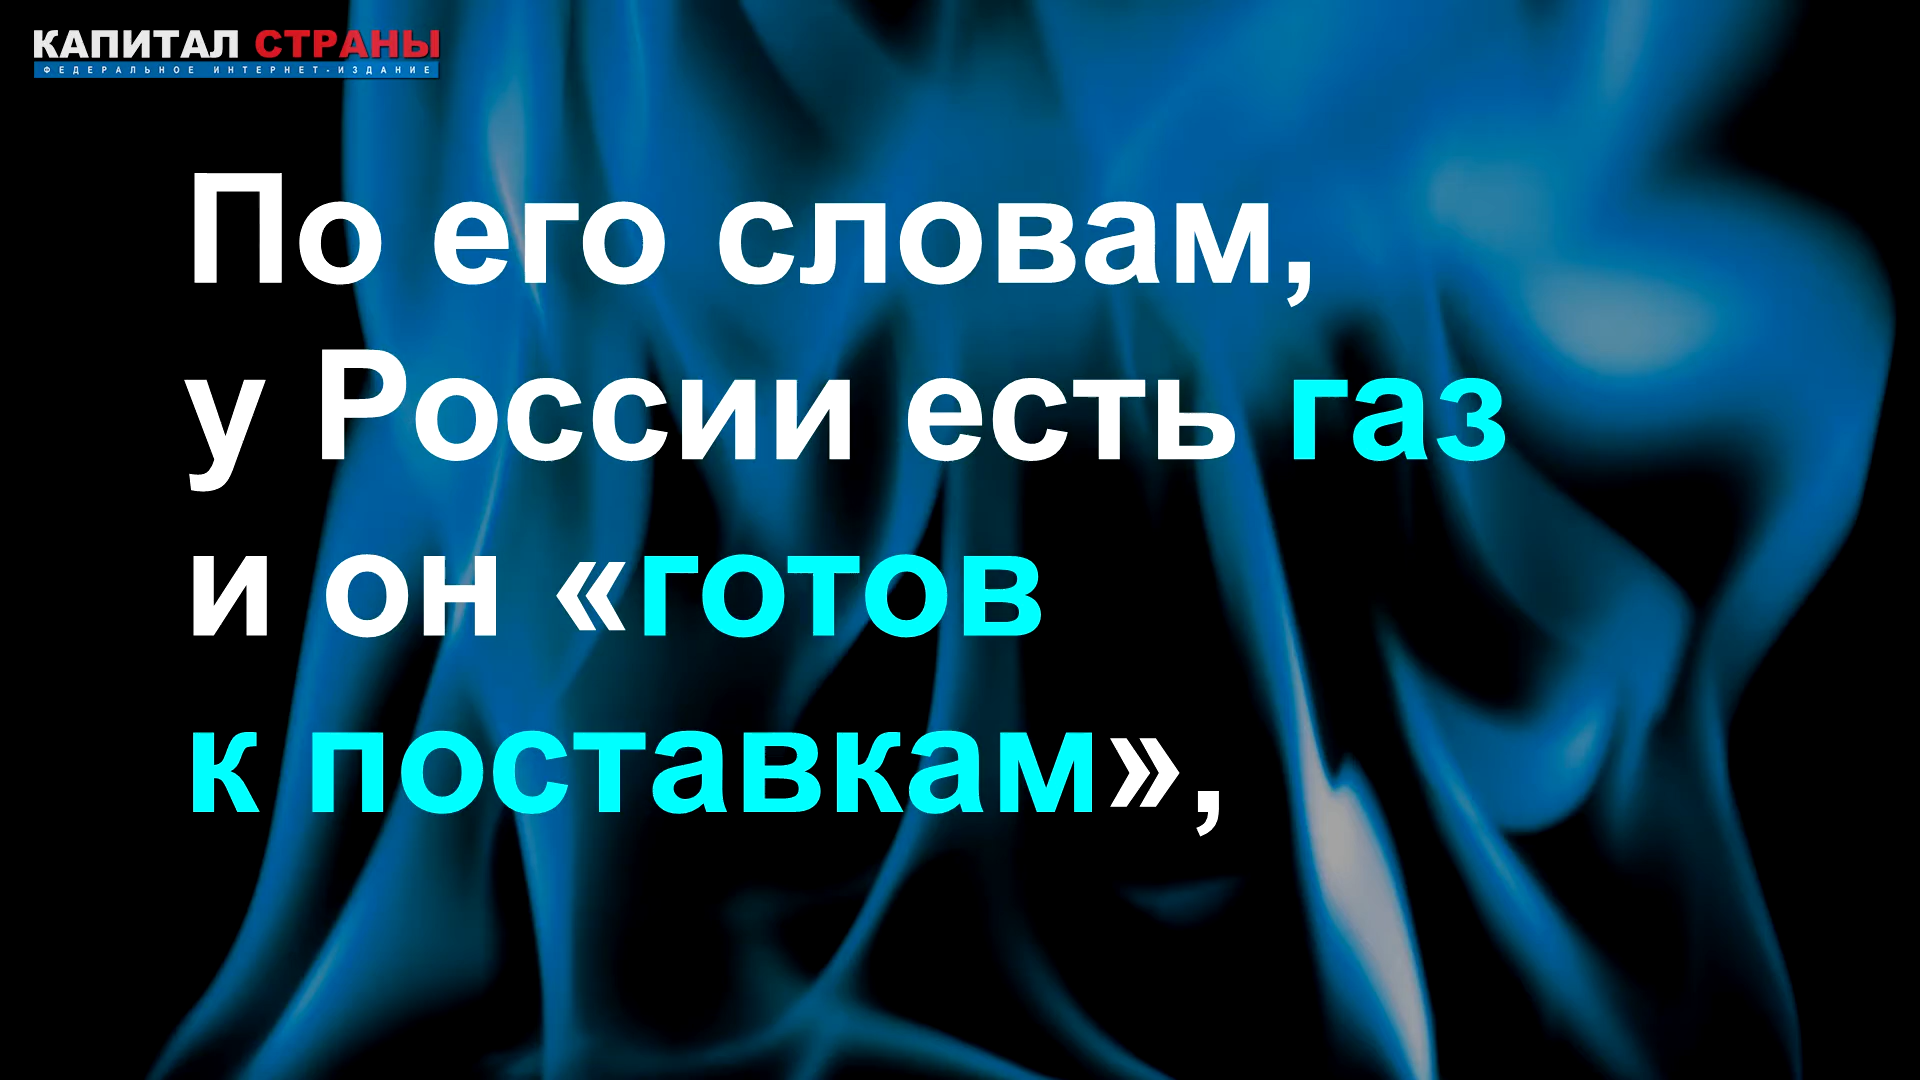 КАПИТАЛ СТРАНЫ
ФЕДЕРАЛЬНОЕ ИНТЕРНЕТ-ИЗДАНИЕ
По его словам,
у России есть газ
и он «готов
к поставкам»,